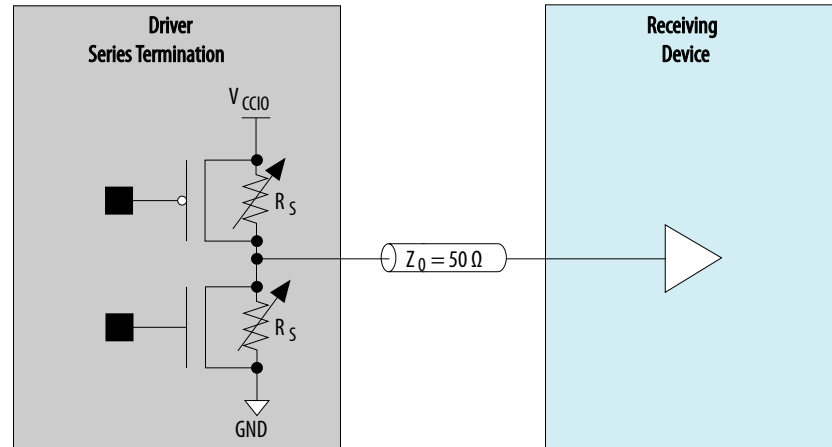 Driver
Series Termination
Receiving
Device
V CCIO
R S
Z 0 = 50 Ω
R S
GND